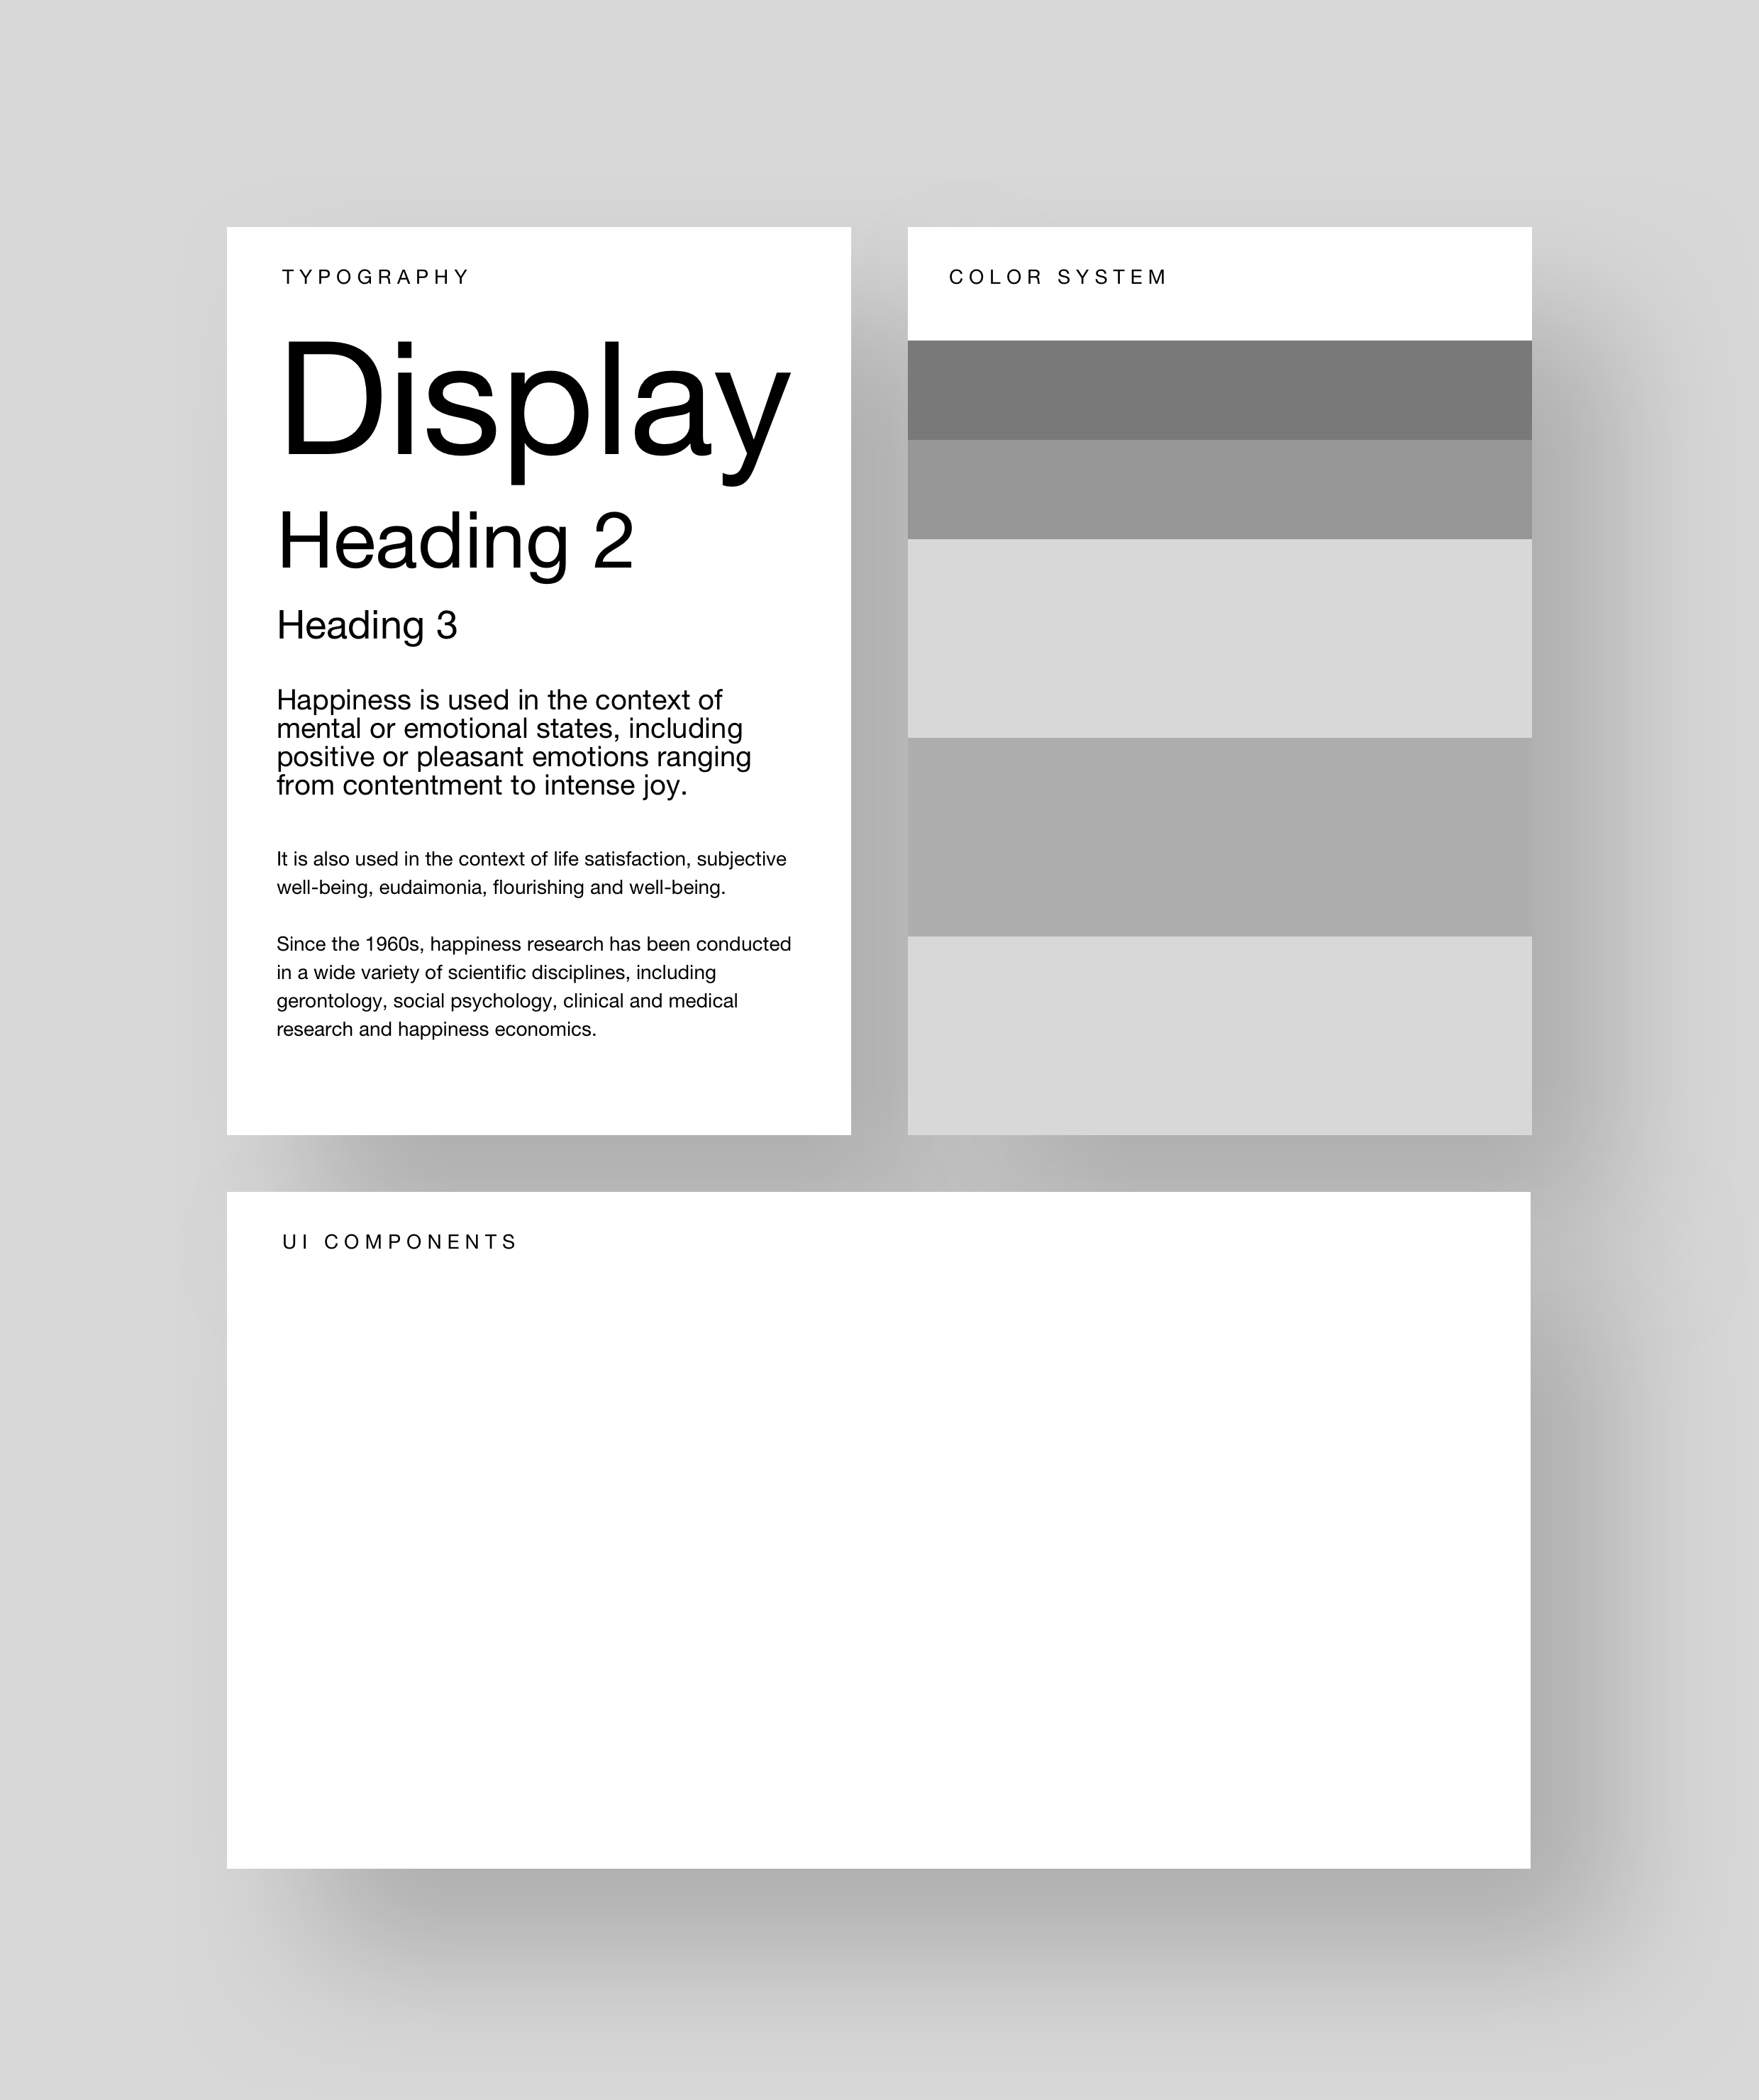 TYPOGRAPHY
Display
Heading 2
Heading 3
Happiness is used in the context of
mental or emotional states, including
positive or pleasant emotions ranging
from contentment to intense joy.
It is also used in the context of life satisfaction, subjective
well-being, eudaimonia, flourishing and well-being.
Since the 1960s, happiness research has been conducted
in a wide variety of scientific disciplines, including
gerontology, social psychology, clinical and medical
research and happiness economics.
COLOR SYSTEM
UI COMPONENTS